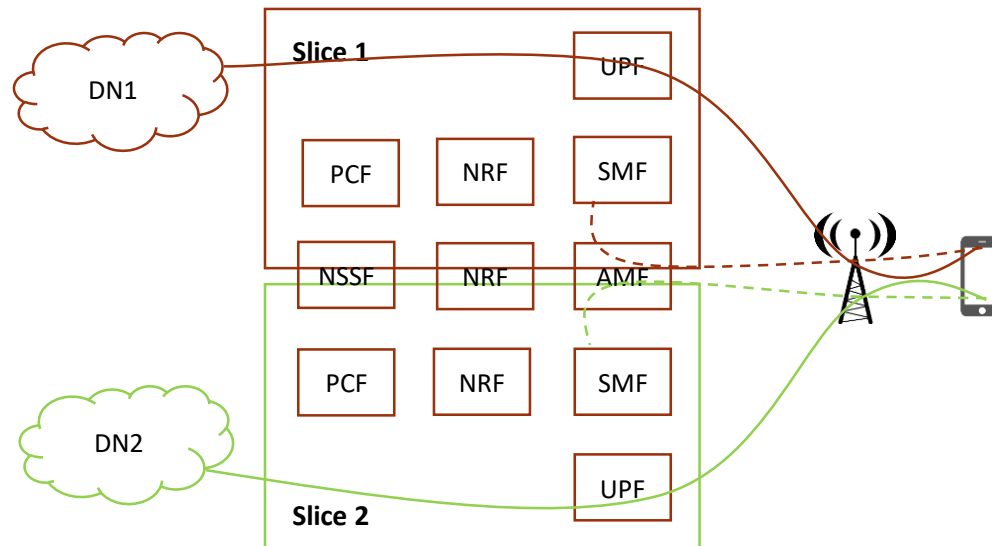 Slice 1
UPF
DN1
PCF
NRF
SMF
NSSF
NRF
AMF
PCF
NRF
SMF
DN2
UPF
Slice 2